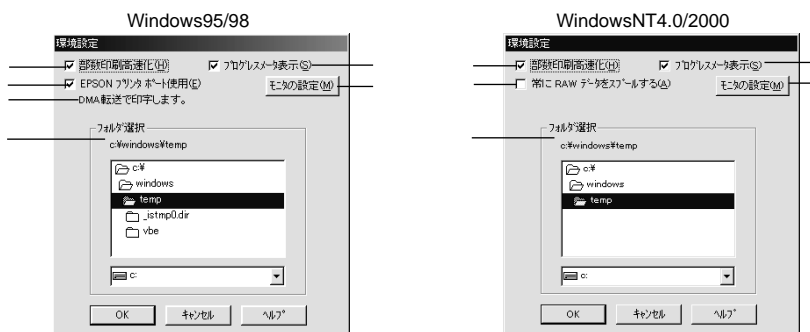 Windows95/98
環境設定
部数印刷高速化(H)
プログレスメータ表示(S)
EPSON プリンタ ポート使用(E)
モニタの設定(M)
DMA転送で印字します。
フォルダ選択
c:¥windows¥temp
c:¥
windows
temp
_istmp0.dir
vbe
c:
OK
キャンセル
ヘルプ
WindowsNT4.0/2000
環境設定
部数印刷高速化(H)
プログレスメータ表示(S)
常に RAW データをスプールする(A)
モニタの設定(M)
フォルダ選択
c:¥windows¥temp
c:¥
windows
temp
c:
OK
キャンセル
ヘルプ